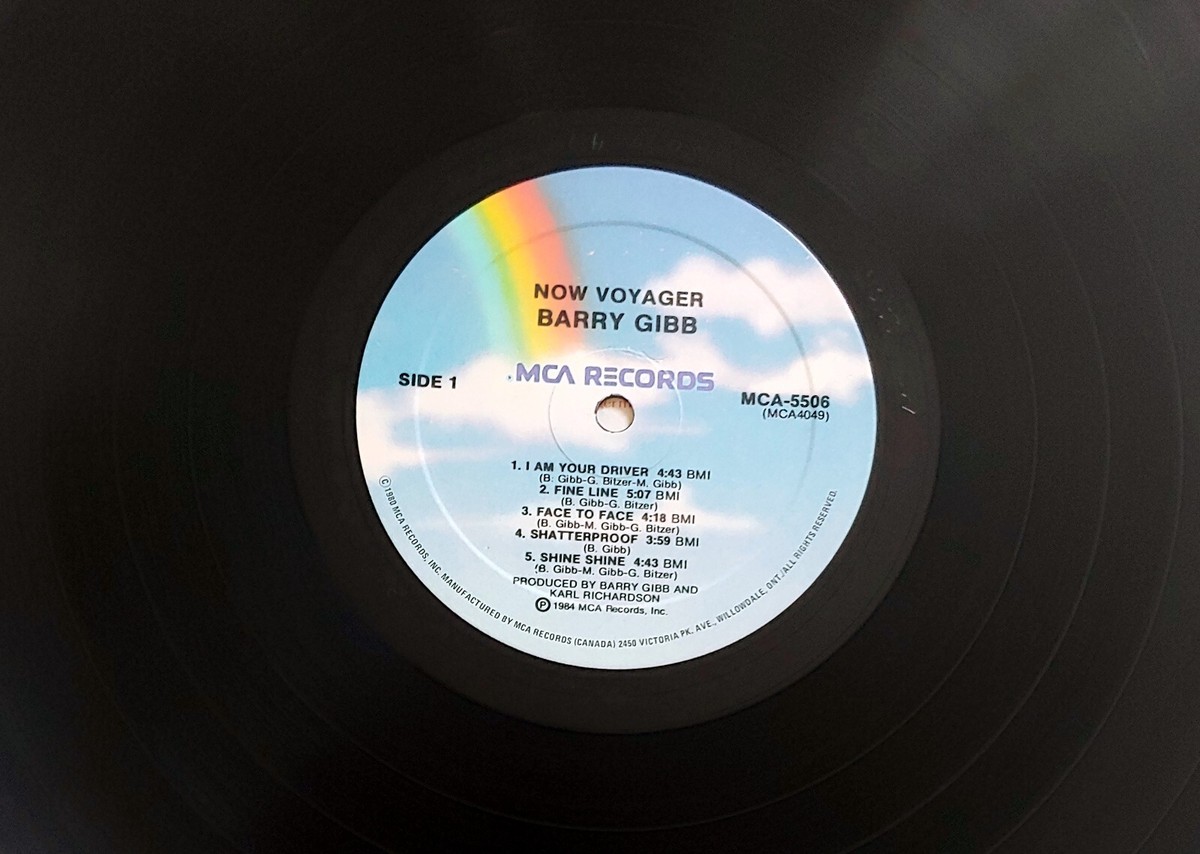 NOW VOYAGER
BARRY GIBB
MCA RECORDS
SIDE 1
MCA-5506
(MCA4049)
1. I AM YOUR DRIVER 4:43 BMI
(B. Gibb-G. Bitzer-M. Gibb)
2. FINE LINE 5:07 BMI
(B. Gibb-G. Bitzer)
3. FACE TO FACE 4:18 BMI
(B. Gibb-M. Gibb-G. Bitzer)
4. SHATTERPROOF 3:59 BMI
(B. Gibb)
5. SHINE SHINE 4:43 BMI
(B. Gibb-M. Gibb-G. Bitzer)
PRODUCED BY BARRY GIBB AND
KARL RICHARDSON
Ⓟ 1984 MCA Records, Inc.
© 1980 MCA RECORDS, INC. MANUFACTURED BY MCA RECORDS (CANADA) 2450 VICTORIA PK. AVE., WILLOWDALE, ONT./ALL RIGHTS RESERVED.